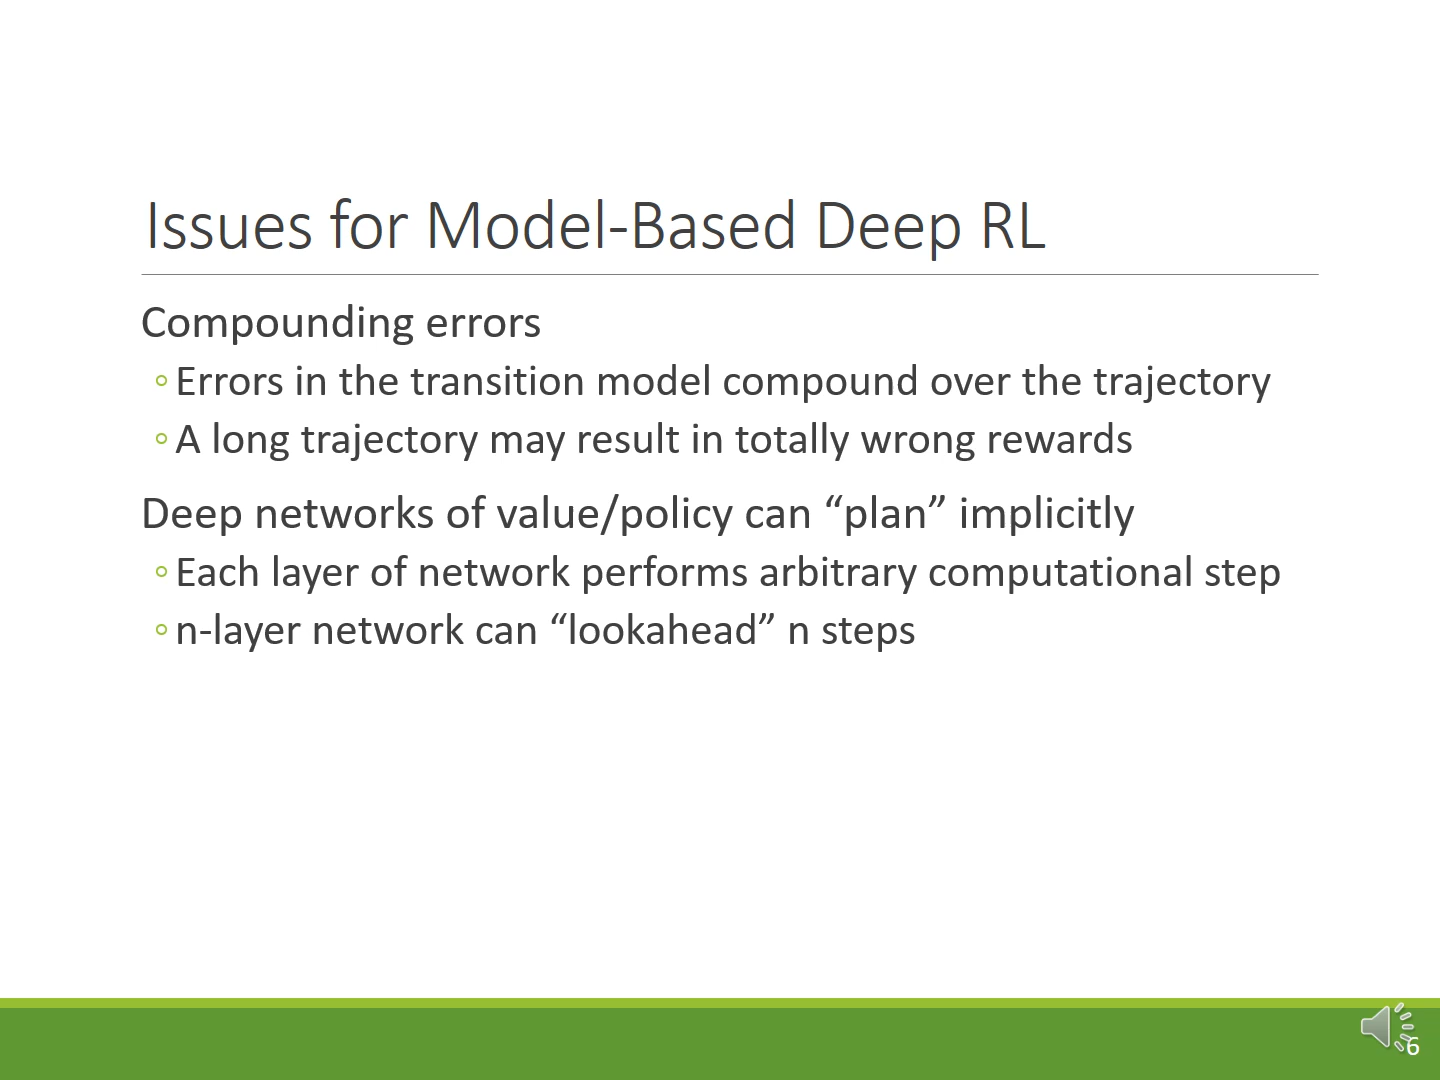 Issues for Model-Based Deep RL
Compounding errors
◦Errors in the transition model compound over the trajectory
◦A long trajectory may result in totally wrong rewards
Deep networks of value/policy can “plan” implicitly
◦Each layer of network performs arbitrary computational step
◦n-layer network can “lookahead” n steps
6